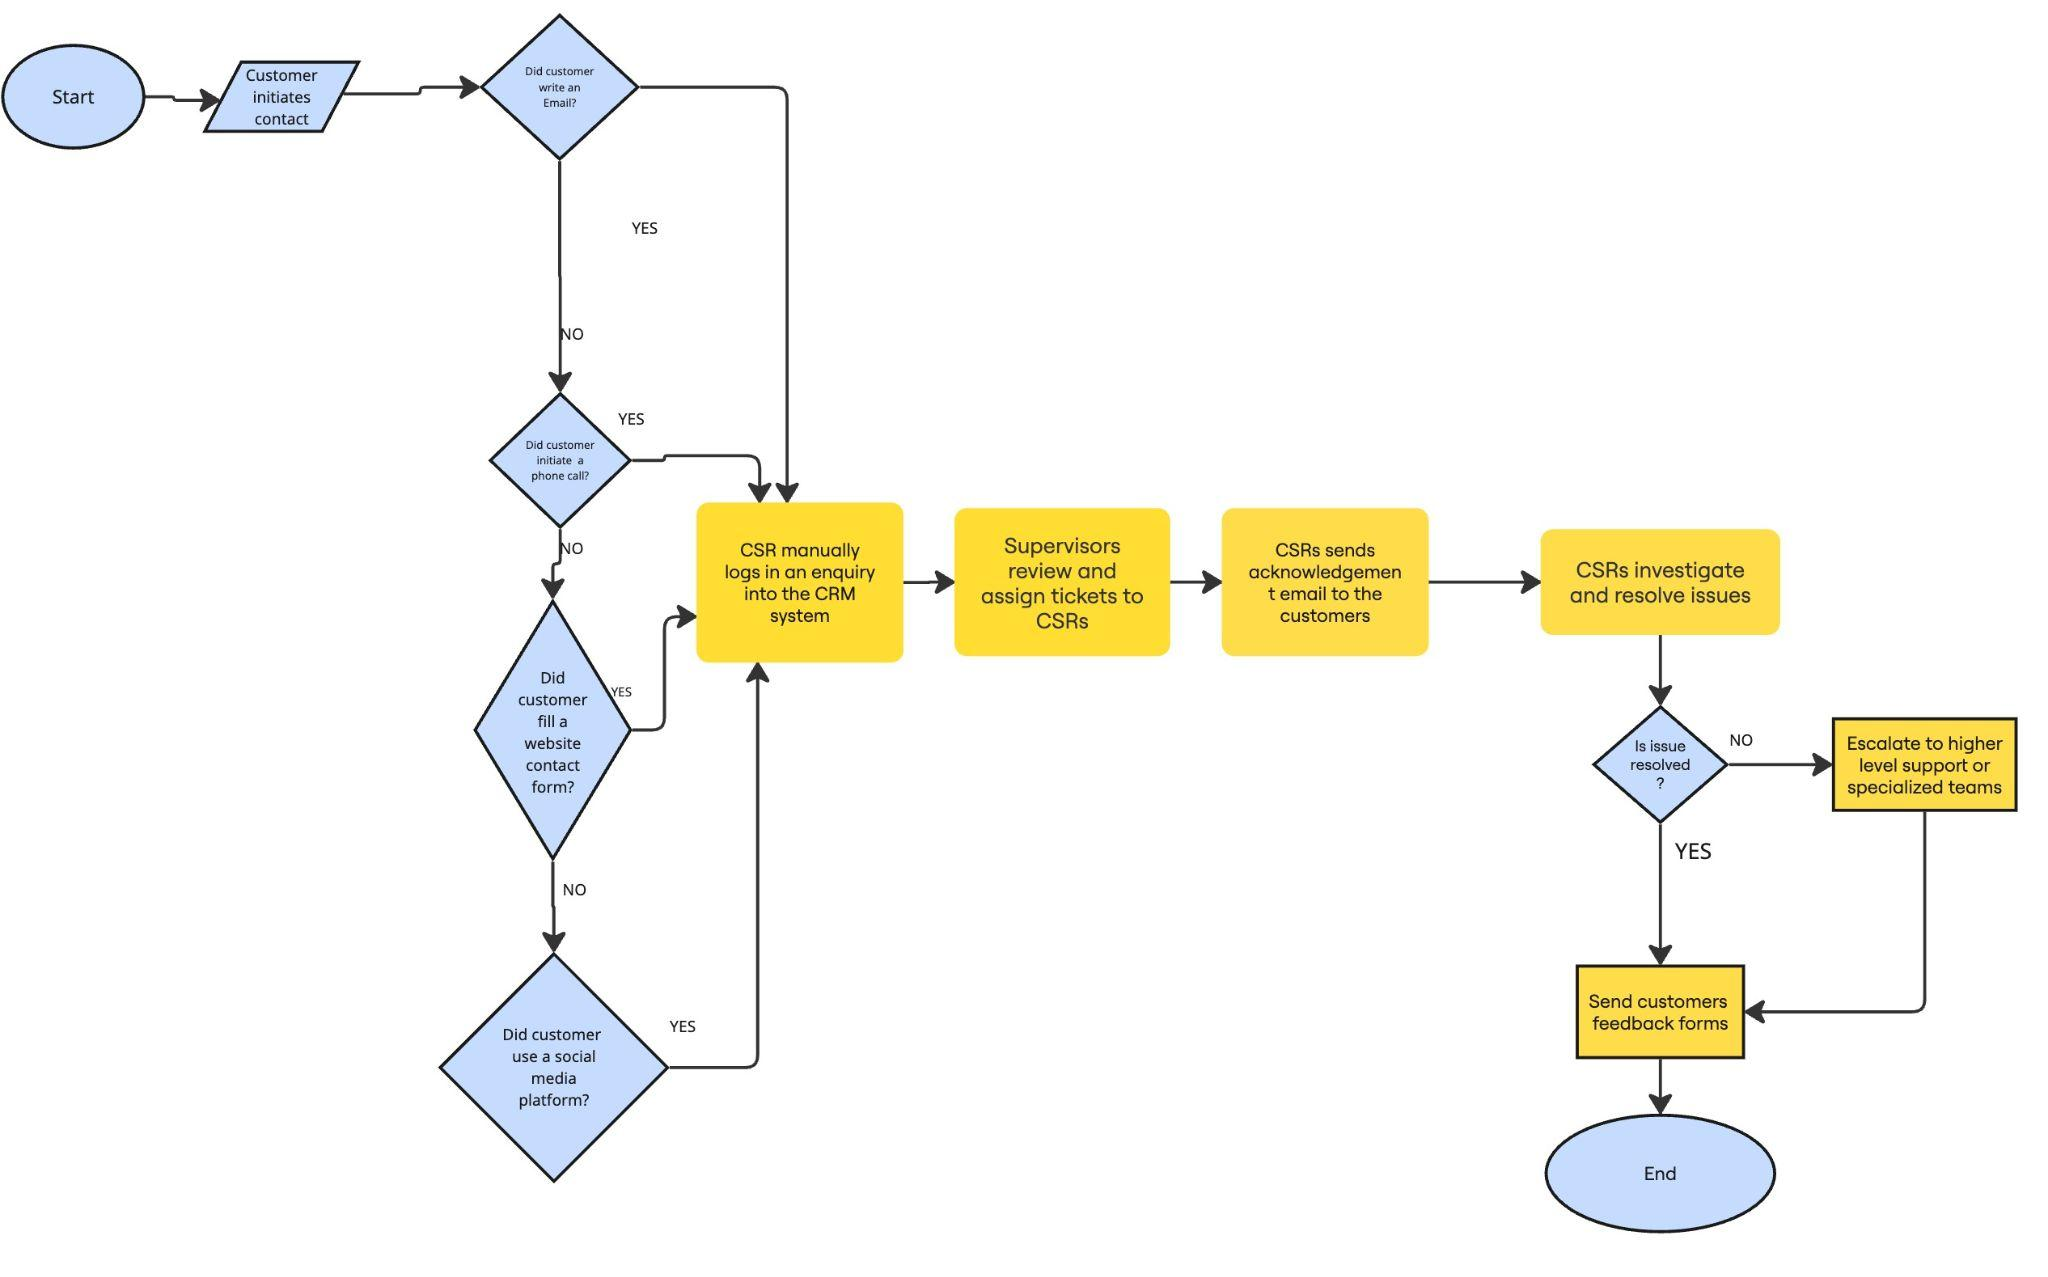 Start
Customer
initiates
contact
Did customer
write an
Email?
YES
NO
Did customer
initiate a
phone call?
YES
NO
Did
customer
fill a
website
contact
form?
YES
NO
Did customer
use a social
media
platform?
YES
CSR manually
logs in an enquiry
into the CRM
system
Supervisors
review and
assign tickets to
CSRs
CSRs sends
acknowledgemen
t email to the
customers
CSRs investigate
and resolve issues
Is issue
resolved
?
NO
Escalate to higher
level support or
specialized teams
YES
Send customers
feedback forms
End